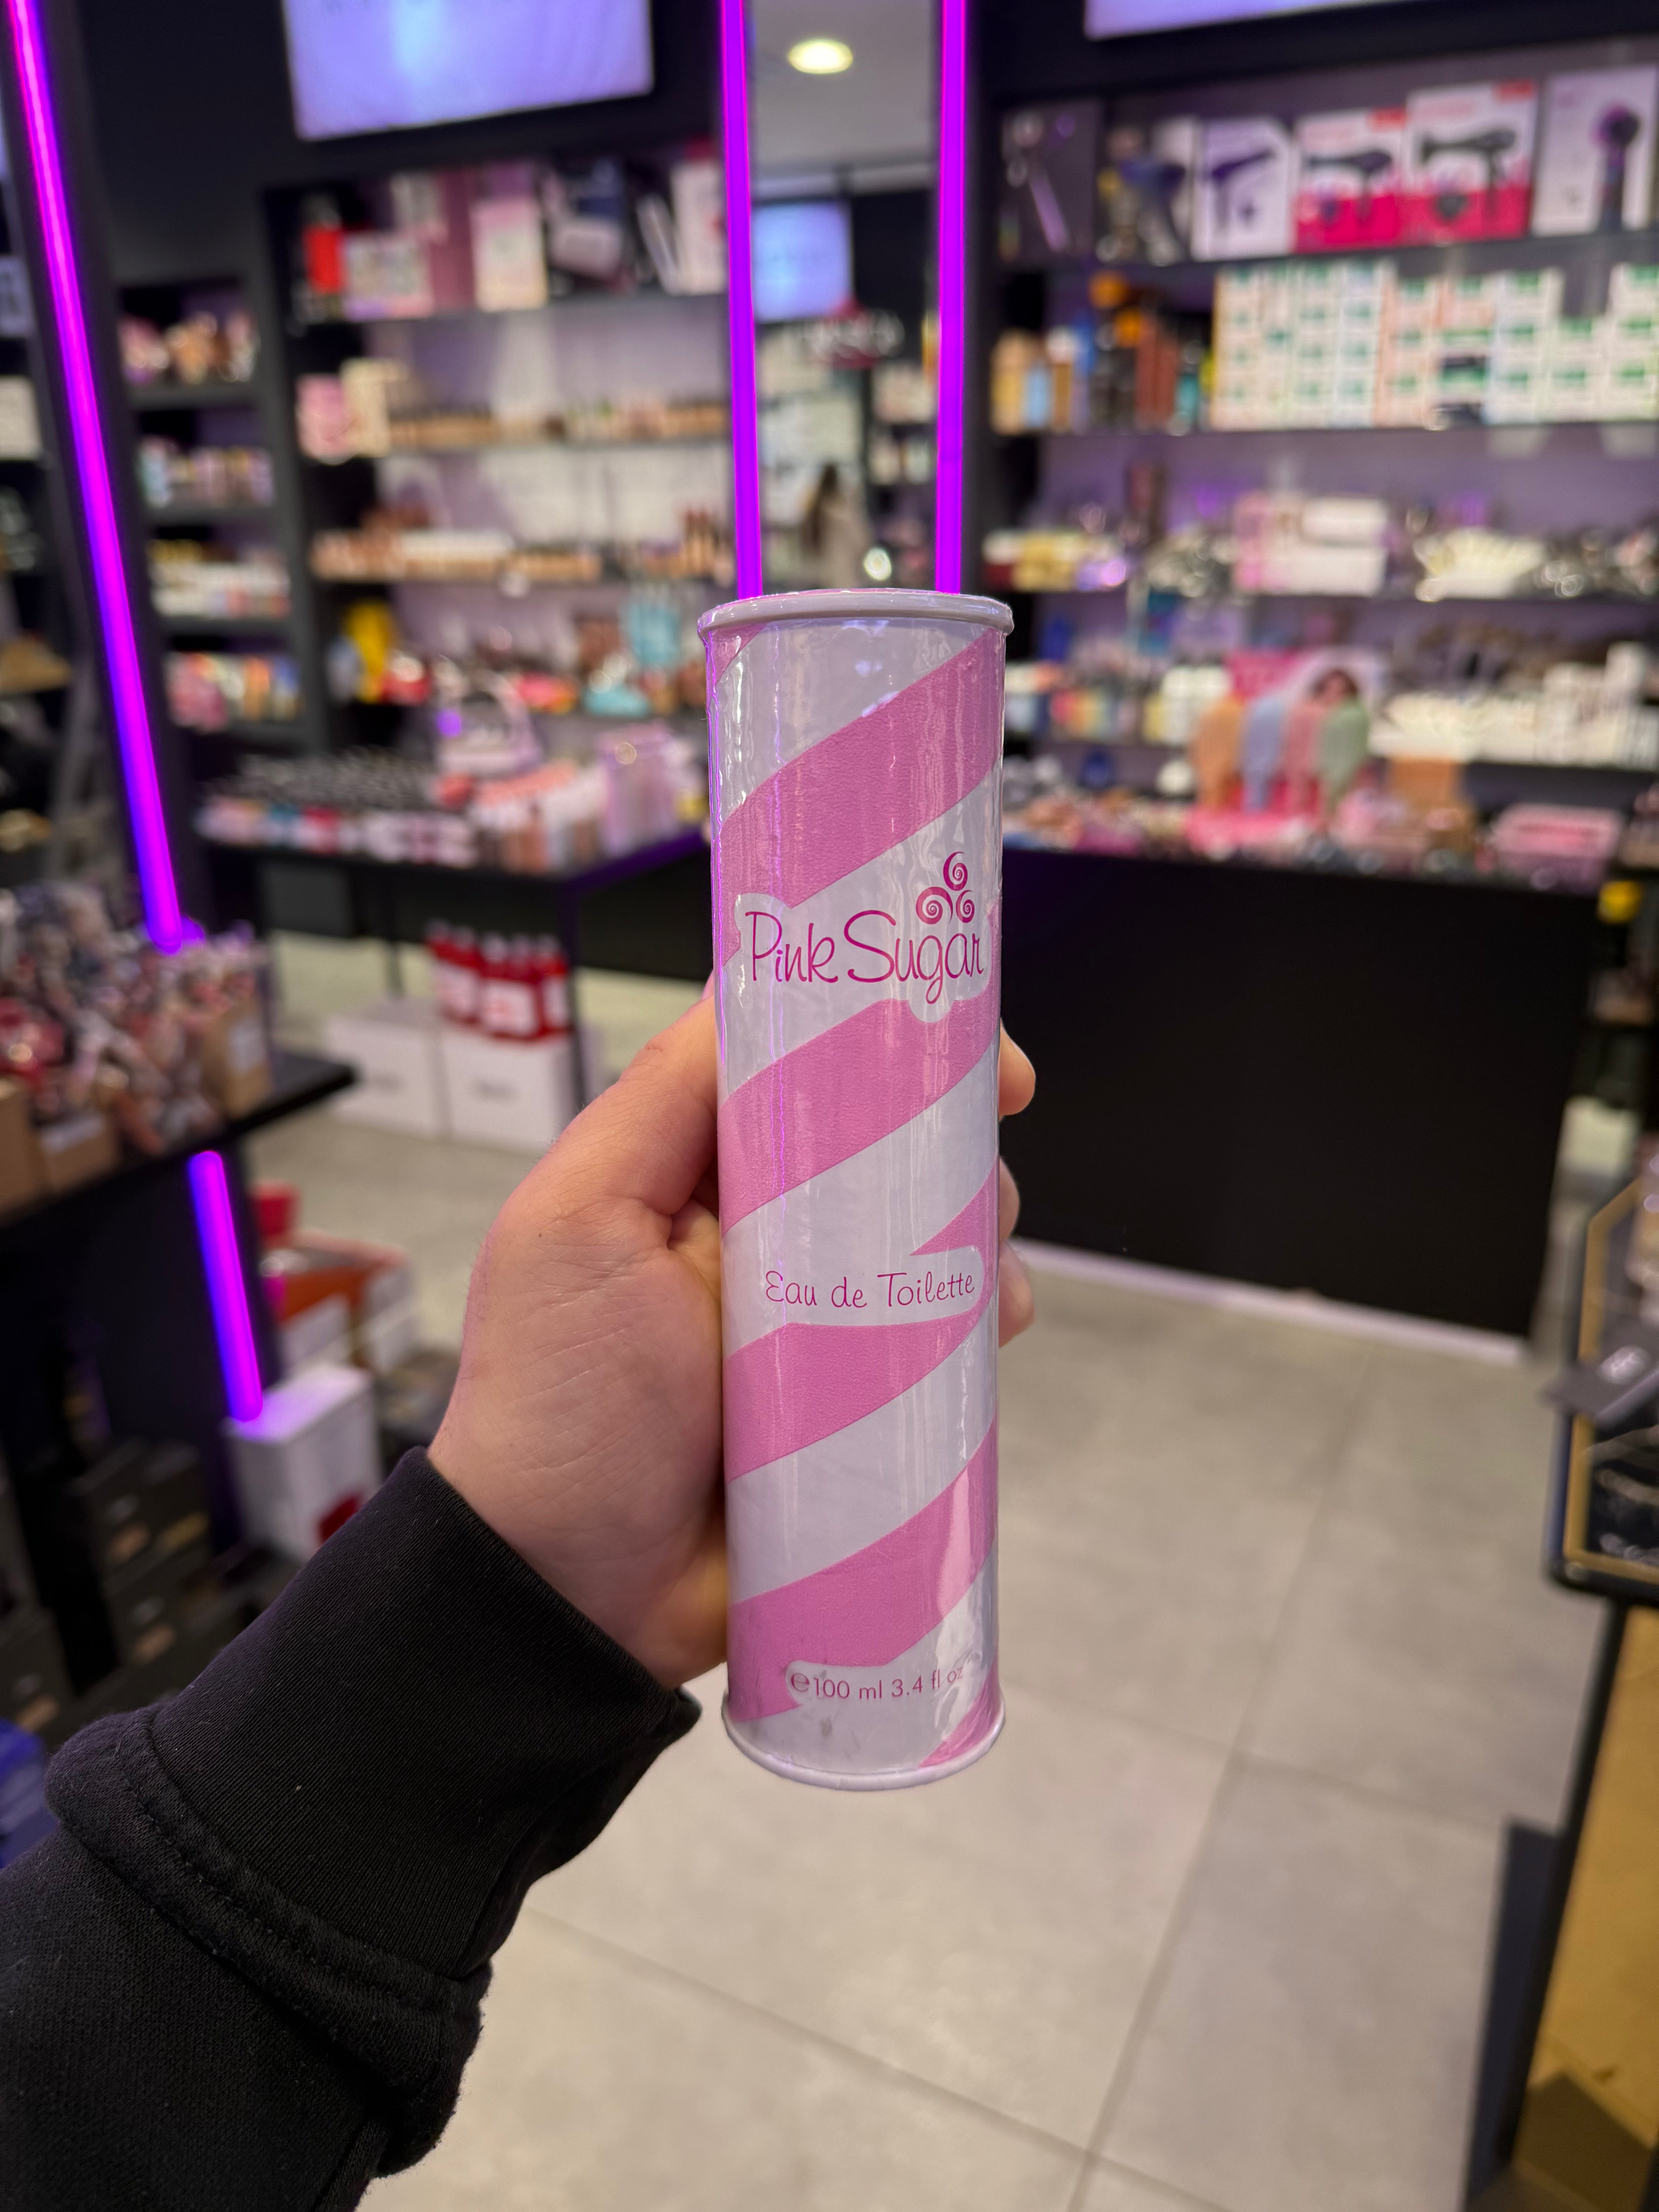 Pink Sugar
Eau de Toilette
℮100 ml 3.4 fl oz